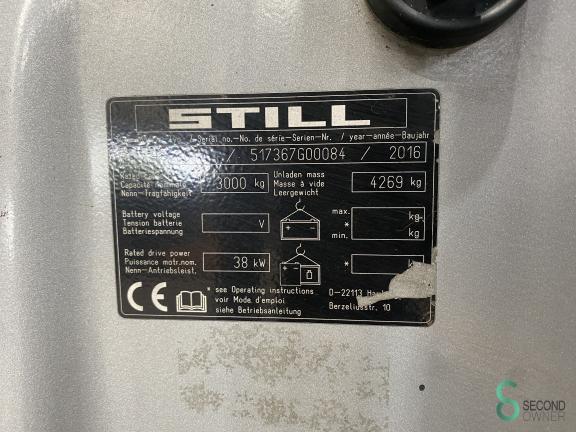 STILL
Serial no.-No. de série-Serien-Nr. / year-année-Baujahr
/ 517367G00084 / 2016
Rated
Capacité nominale
Nenn-Tragfähigkeit
3000 kg
Unladen mass
Masse à vide
Leergewicht
4269 kg
Battery voltage
Tension batterie
Batteriespannung
V
max.
*
min.
kg
kg
Rated drive power
Puissance motr.nom.
Nenn-Antriebsleist.
38 kW
*
CE
* see Operating instructions
voir Mode d'emploi
siehe Betriebsanleitung
D-22113
Berzeliusstr. 10
SECOND
OWNER